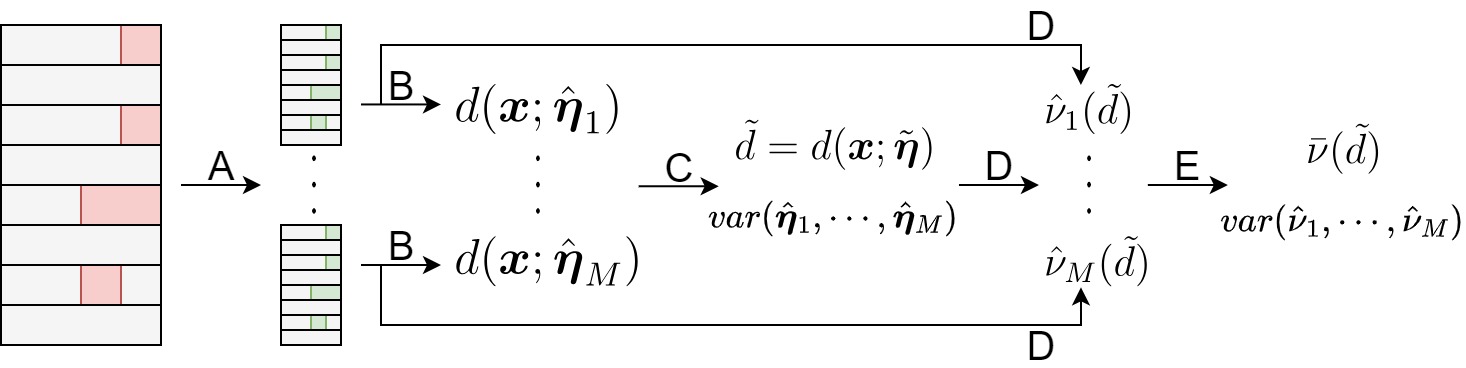 A
B
d(𝒙; 𝜼̂₁)
⋮
d(𝒙; 𝜼̂_M)
B
C
d̃ = d(𝒙; 𝜼̃)
var(𝜼̂₁, ⋯, 𝜼̂_M)
D
D
D
ν̂₁(d̃)
⋮
ν̂_M(d̃)
E
ν̄(d̃)
var(ν̂₁, ⋯, ν̂_M)